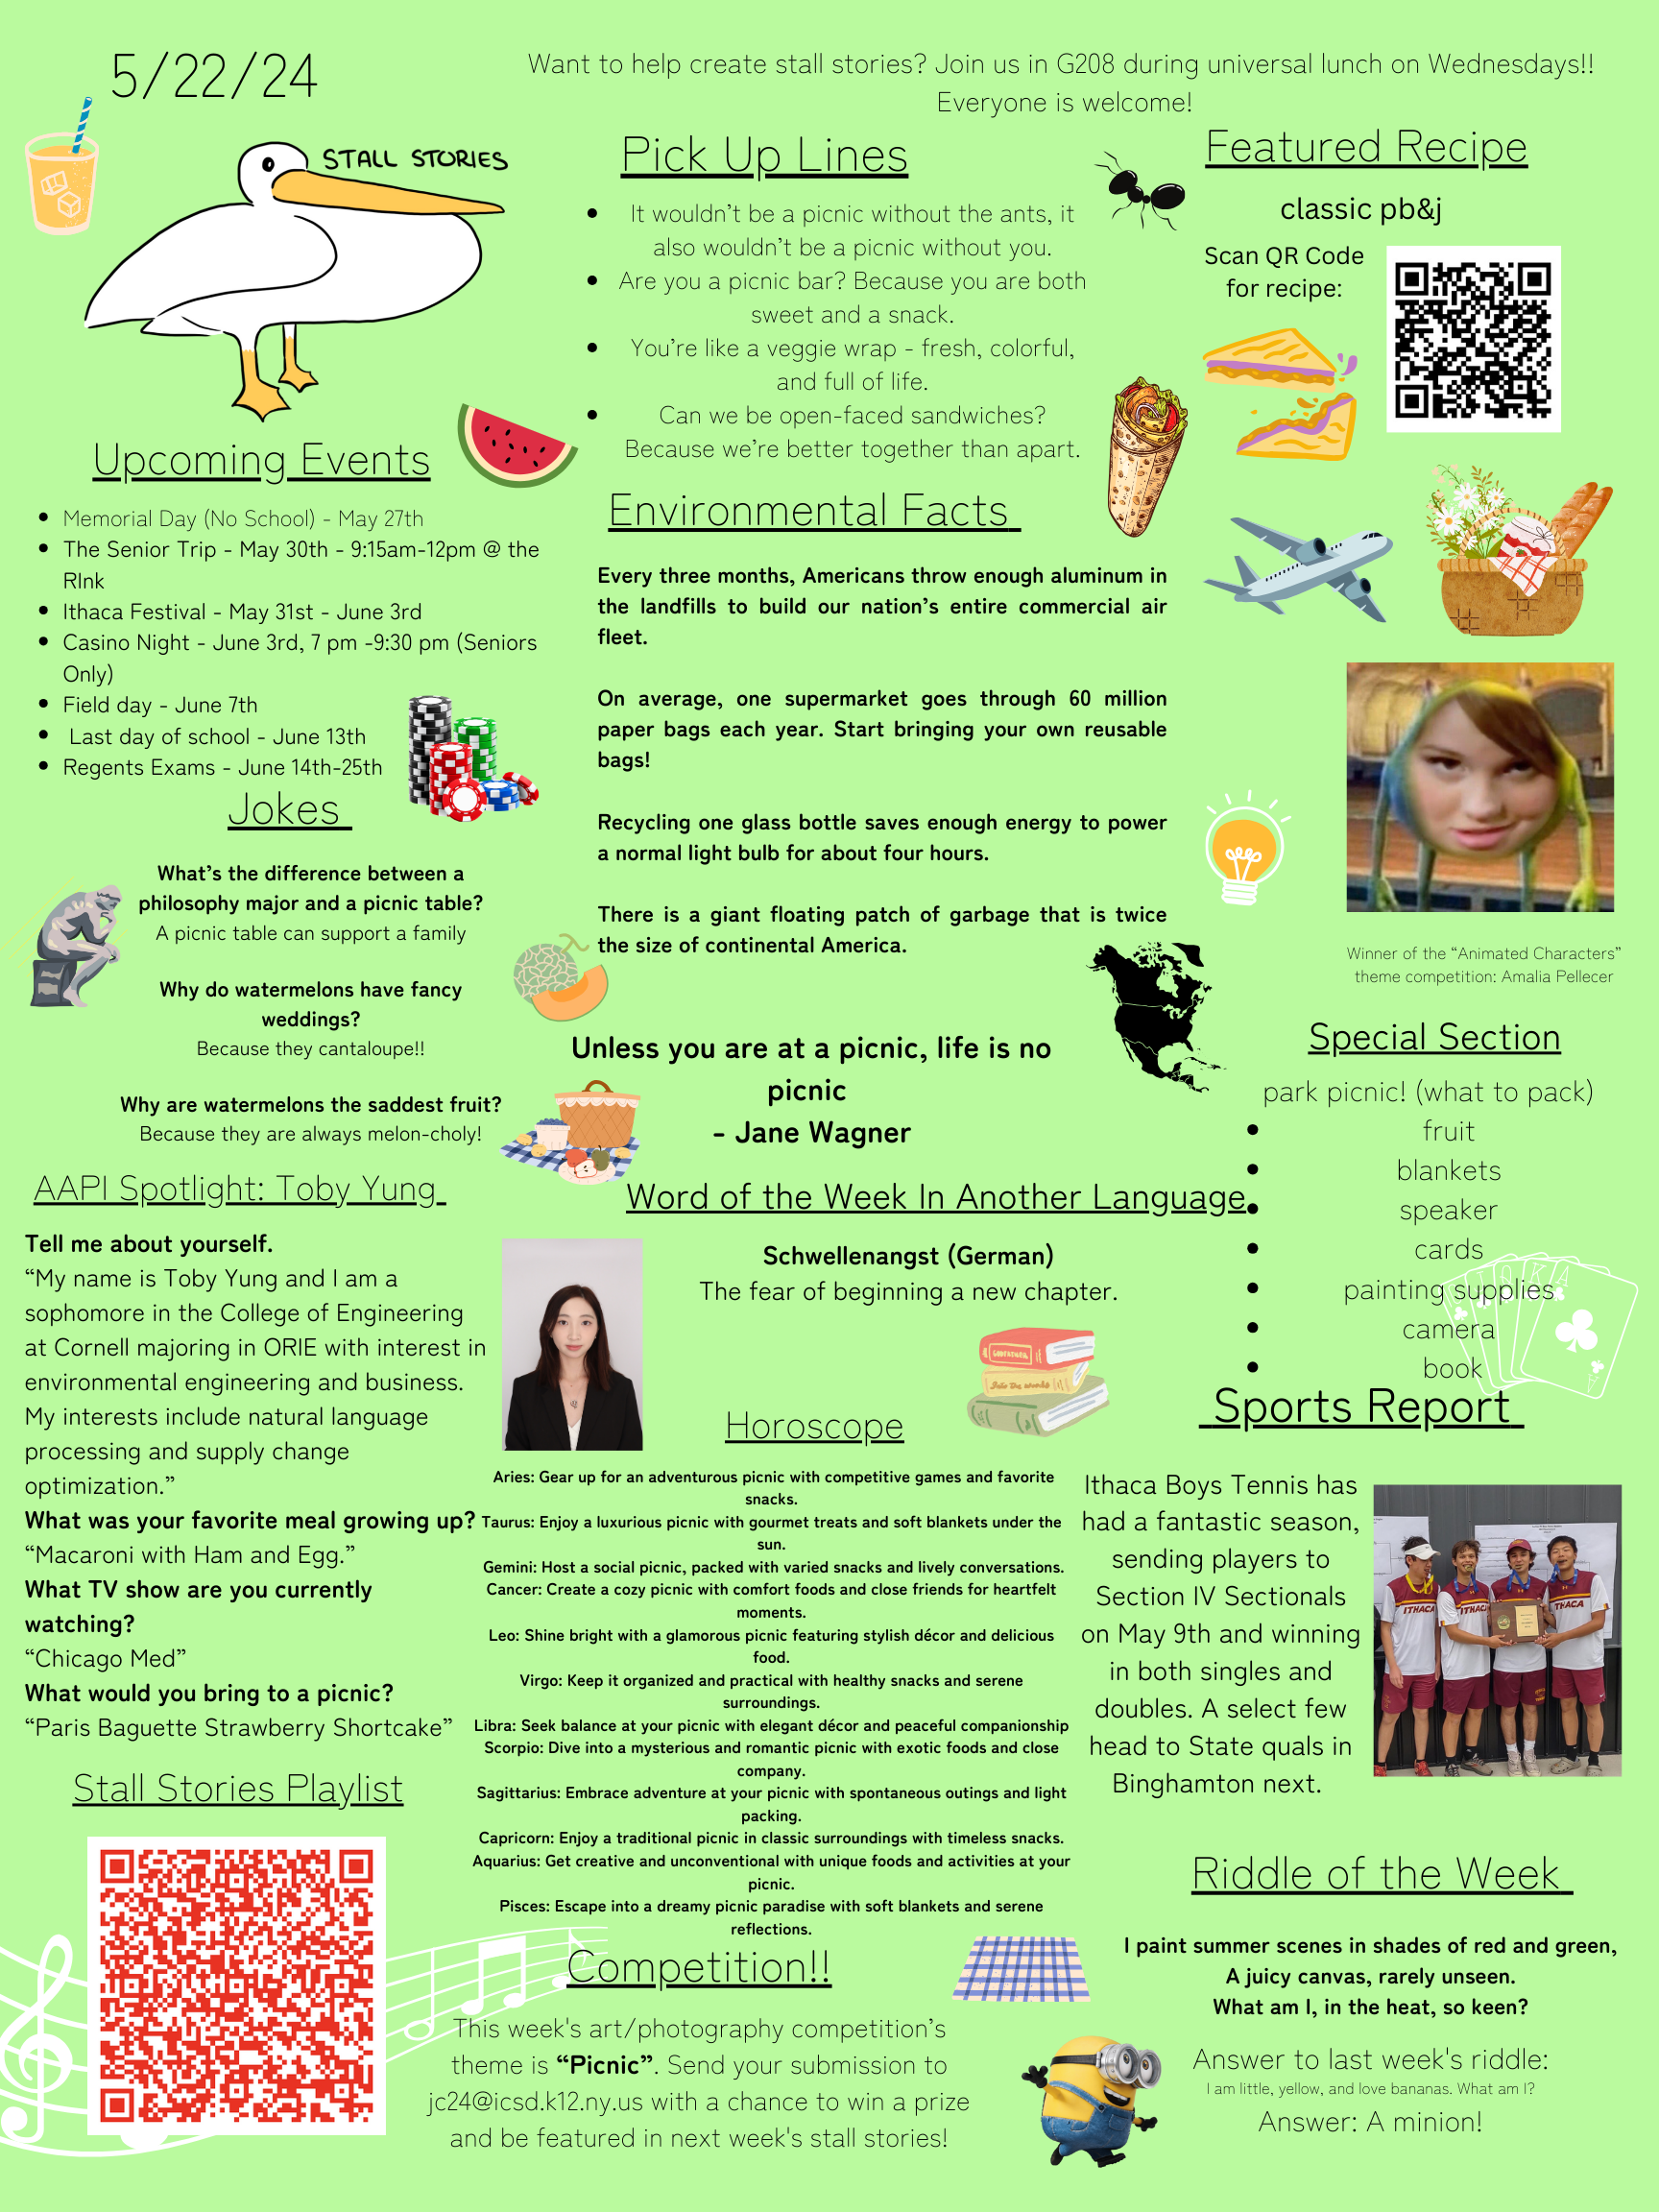 5/22/24
Want to help create stall stories? Join us in G208 during universal lunch on Wednesdays!!
Everyone is welcome!
STALL STORIES
Pick Up Lines
• It wouldn't be a picnic without the ants, it
also wouldn't be a picnic without you.
• Are you a picnic bar? Because you are both
sweet and a snack.
• You're like a veggie wrap - fresh, colorful,
and full of life.
• Can we be open-faced sandwiches?
Because we're better together than apart.
Featured Recipe
classic pb&j
Scan QR Code
for recipe:
Upcoming Events
• Memorial Day (No School) - May 27th
• The Senior Trip - May 30th - 9:15am-12pm @ the
RInk
• Ithaca Festival - May 31st - June 3rd
• Casino Night - June 3rd, 7 pm -9:30 pm (Seniors
Only)
• Field day - June 7th
• Last day of school - June 13th
• Regents Exams - June 14th-25th
Environmental Facts
Every three months, Americans throw enough aluminum in
the landfills to build our nation's entire commercial air
fleet.
On average, one supermarket goes through 60 million
paper bags each year. Start bringing your own reusable
bags!
Recycling one glass bottle saves enough energy to power
a normal light bulb for about four hours.
There is a giant floating patch of garbage that is twice
the size of continental America.
Winner of the "Animated Characters"
theme competition: Amalia Pellecer
Jokes
What's the difference between a
philosophy major and a picnic table?
A picnic table can support a family
Why do watermelons have fancy
weddings?
Because they cantaloupe!!
Why are watermelons the saddest fruit?
Because they are always melon-choly!
Unless you are at a picnic, life is no
picnic
- Jane Wagner
Special Section
park picnic! (what to pack)
• fruit
• blankets
• speaker
• cards
• painting supplies
• camera
• book
AAPI Spotlight: Toby Yung
Tell me about yourself.
"My name is Toby Yung and I am a
sophomore in the College of Engineering
at Cornell majoring in ORIE with interest in
environmental engineering and business.
My interests include natural language
processing and supply change
optimization."
What was your favorite meal growing up?
"Macaroni with Ham and Egg."
What TV show are you currently
watching?
"Chicago Med"
What would you bring to a picnic?
"Paris Baguette Strawberry Shortcake"
Word of the Week In Another Language
Schwellenangst (German)
The fear of beginning a new chapter.
Horoscope
Aries: Gear up for an adventurous picnic with competitive games and favorite
snacks.
Taurus: Enjoy a luxurious picnic with gourmet treats and soft blankets under the
sun.
Gemini: Host a social picnic, packed with varied snacks and lively conversations.
Cancer: Create a cozy picnic with comfort foods and close friends for heartfelt
moments.
Leo: Shine bright with a glamorous picnic featuring stylish décor and delicious
food.
Virgo: Keep it organized and practical with healthy snacks and serene
surroundings.
Libra: Seek balance at your picnic with elegant décor and peaceful companionship
Scorpio: Dive into a mysterious and romantic picnic with exotic foods and close
company.
Sagittarius: Embrace adventure at your picnic with spontaneous outings and light
packing.
Capricorn: Enjoy a traditional picnic in classic surroundings with timeless snacks.
Aquarius: Get creative and unconventional with unique foods and activities at your
picnic.
Pisces: Escape into a dreamy picnic paradise with soft blankets and serene
reflections.
Sports Report
Ithaca Boys Tennis has
had a fantastic season,
sending players to
Section IV Sectionals
on May 9th and winning
in both singles and
doubles. A select few
head to State quals in
Binghamton next.
ITHACA
ITHACA
ITHACA
Stall Stories Playlist
Competition!!
This week's art/photography competition's
theme is "Picnic". Send your submission to
jc24@icsd.k12.ny.us with a chance to win a prize
and be featured in next week's stall stories!
Riddle of the Week
I paint summer scenes in shades of red and green,
A juicy canvas, rarely unseen.
What am I, in the heat, so keen?
Answer to last week's riddle:
I am little, yellow, and love bananas. What am I?
Answer: A minion!